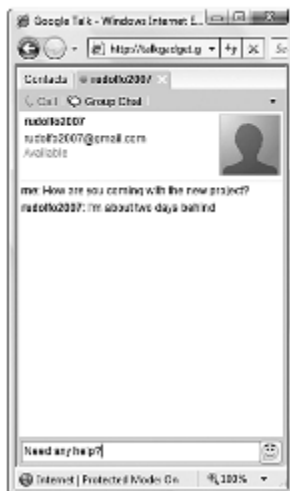 Google Talk - Windows Internet E...
http://talkgadget.g
Contacts rudolfo2007
Call Group Chat
rudolfo2007
rudolfo2007@gmail.com
Available
me: How are you coming with the new project?
rudolfo2007: I'm about two days behind
Need any help?
Internet | Protected Mode: On 100%